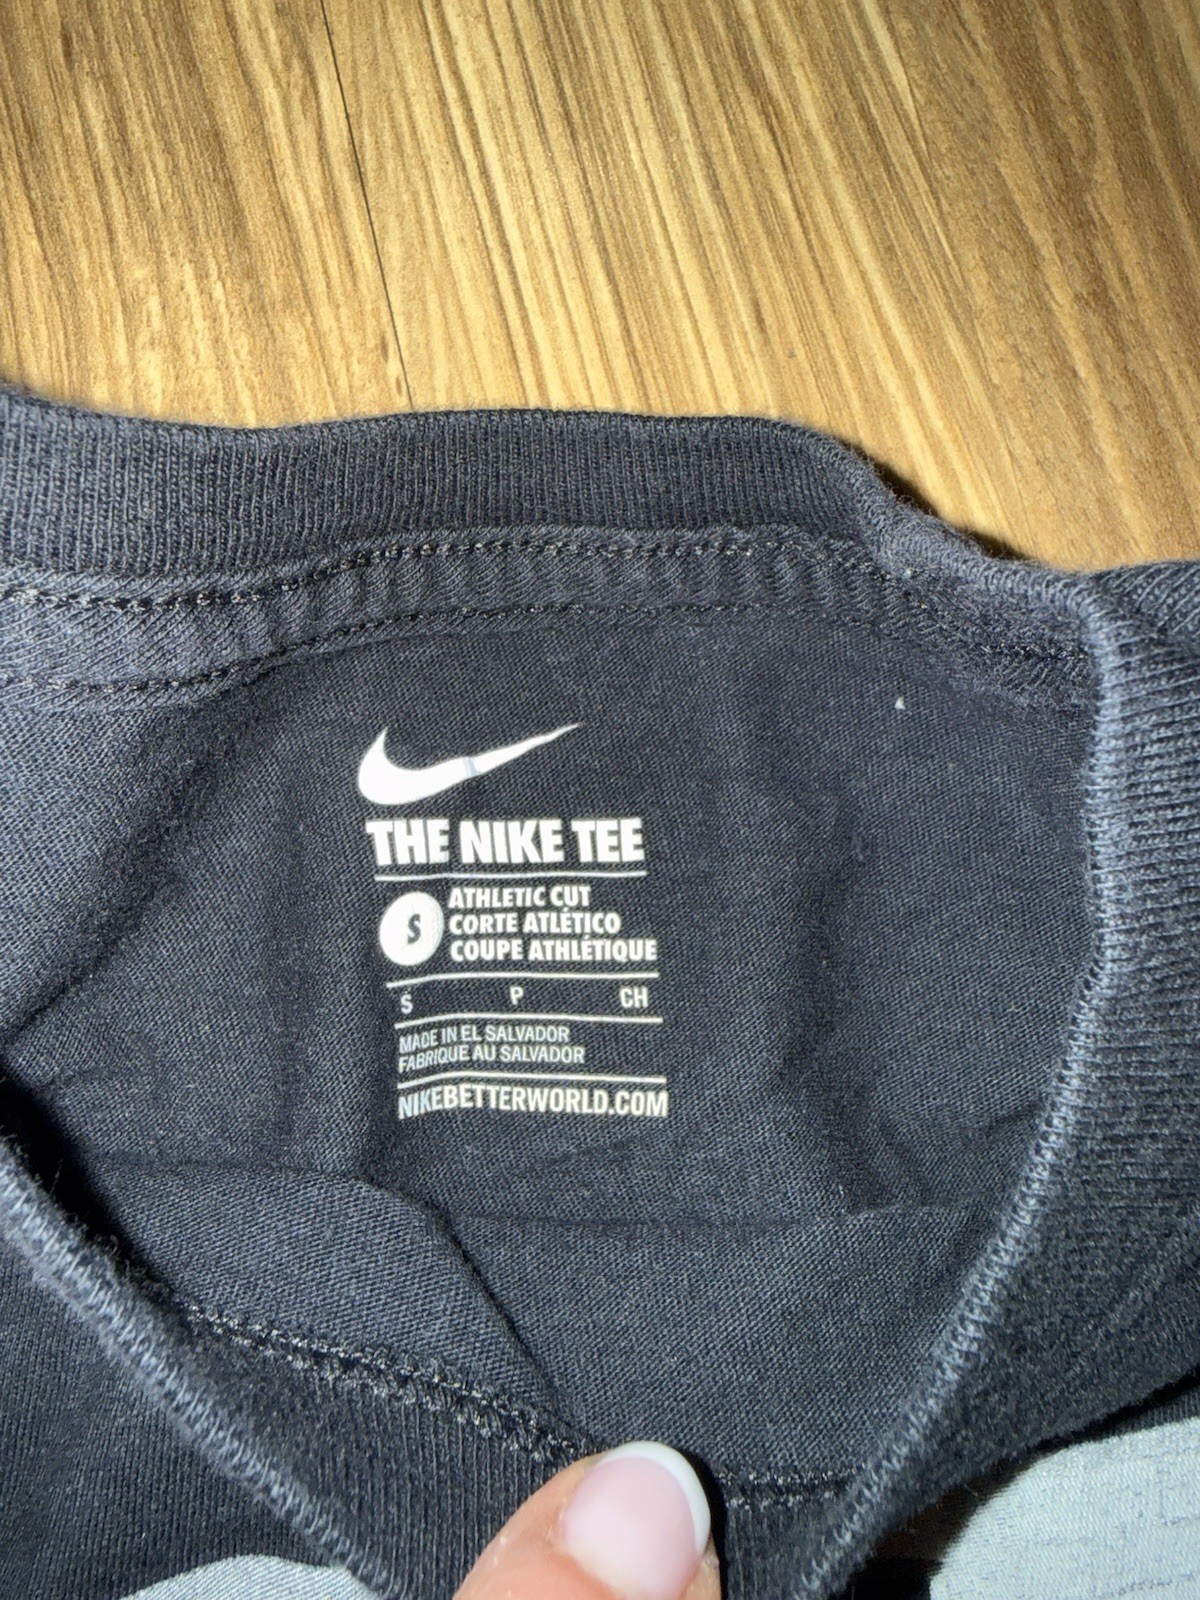 THE NIKE TEE
S
ATHLETIC CUT
CORTE ATLÉTICO
COUPE ATHLÉTIQUE
S P CH
MADE IN EL SALVADOR
FABRIQUE AU SALVADOR
NIKEBETTERWORLD.COM